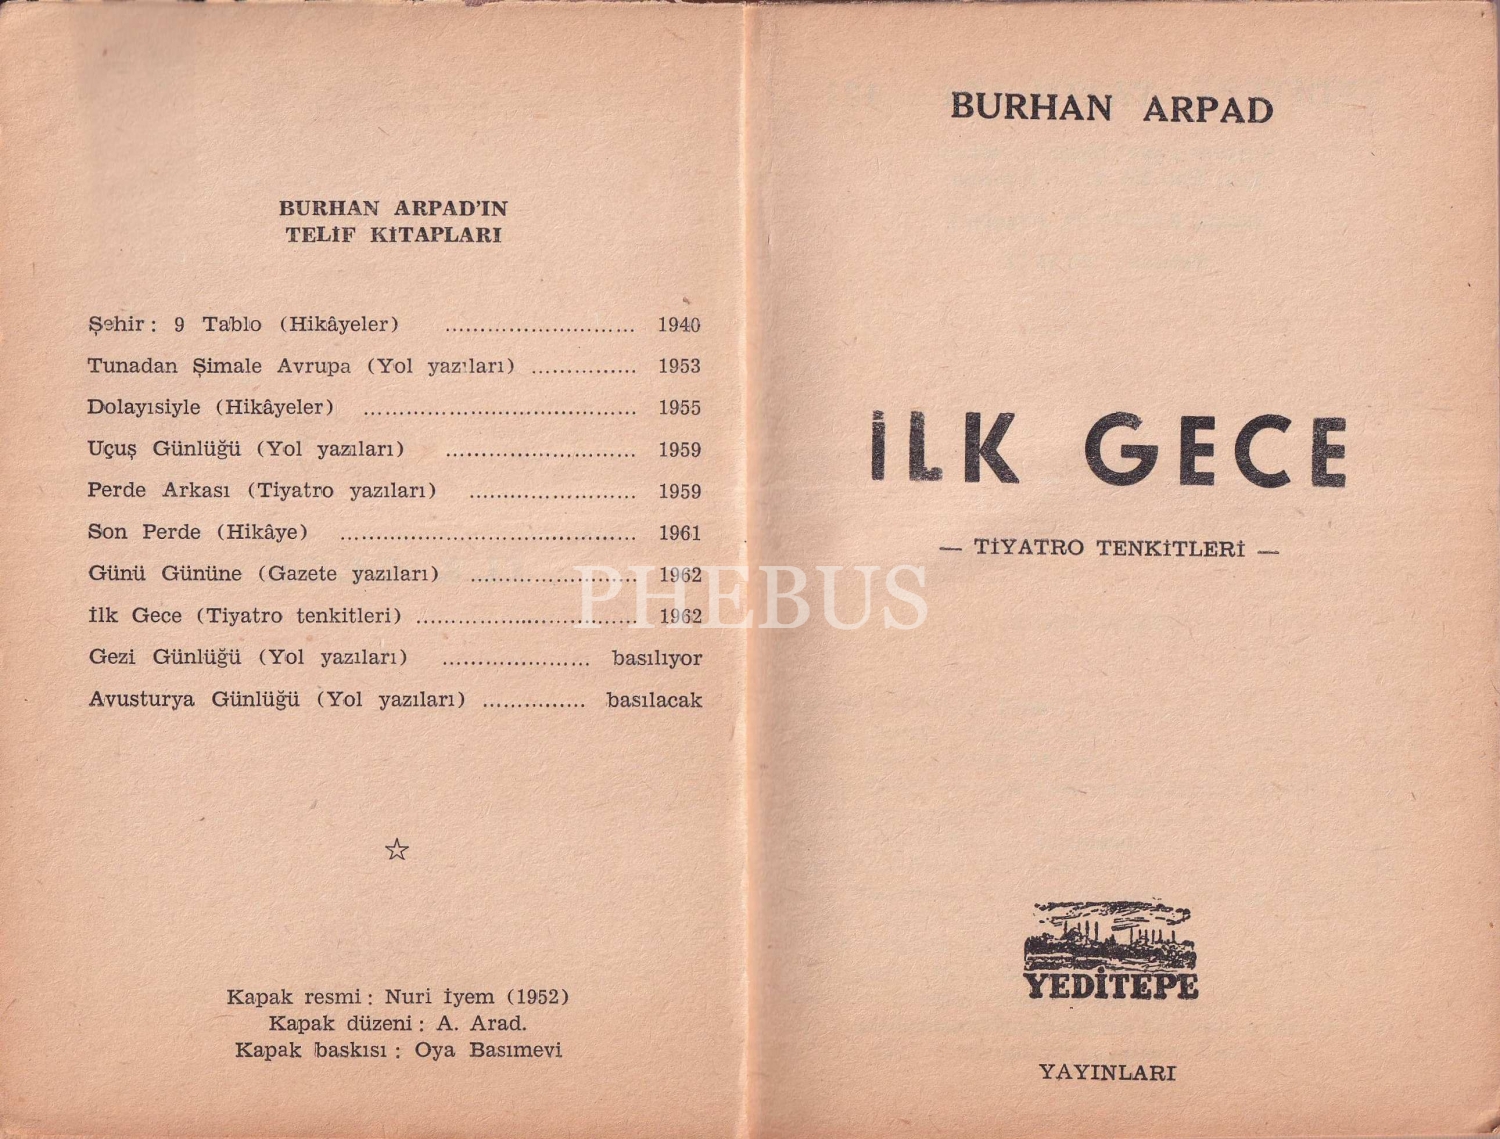 BURHAN ARPAD'IN
TELİF KİTAPLARI
Şehir: 9 Tablo (Hikâyeler) ........................... 1940
Tunadan Şimale Avrupa (Yol yazıları) ............... 1953
Dolayısiyle (Hikâyeler) ....................................... 1955
Uçuş Günlüğü (Yol yazıları) ........................... 1959
Perde Arkası (Tiyatro yazıları) ........................ 1959
Son Perde (Hikâye) .......................................... 1961
Günü Gününe (Gazete yazıları) ........................ 1962
İlk Gece (Tiyatro tenkitleri) ................................ 1962
Gezi Günlüğü (Yol yazıları) ..................... basılıyor
Avusturya Günlüğü (Yol yazıları) ............... basılacak
☆
Kapak resmi: Nuri İyem (1952)
Kapak düzeni: A. Arad.
Kapak baskısı: Oya Basımevi
BURHAN ARPAD
İLK GECE
— TİYATRO TENKİTLERİ —
YEDİTEPE
YAYINLARI
PHEBUS